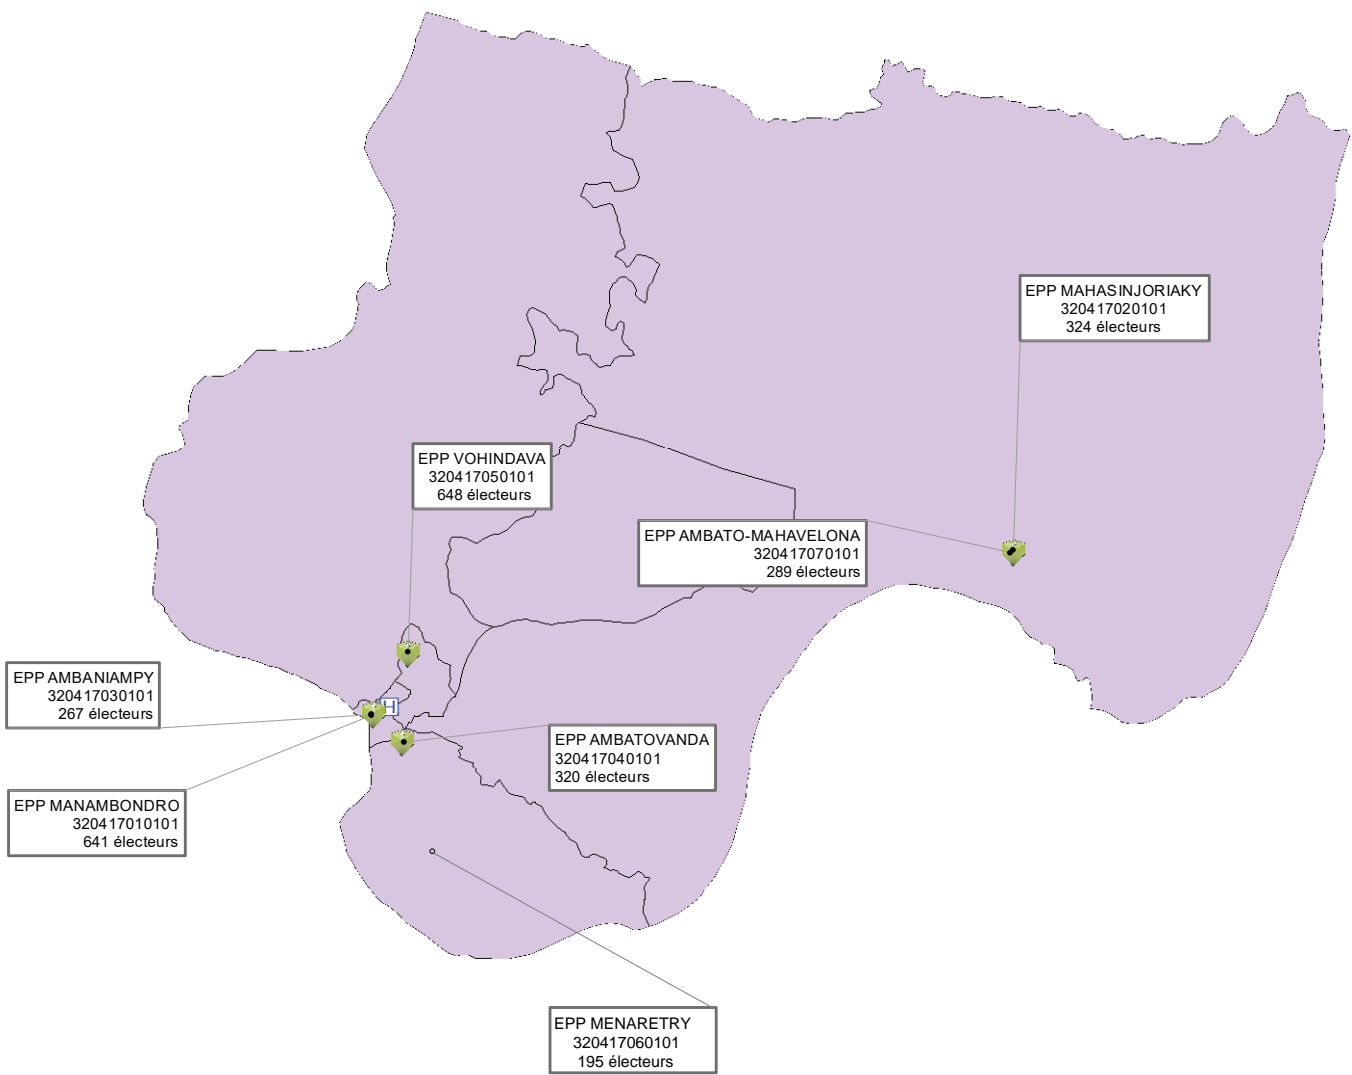 EPP MAHASINJORIAKY
320417020101
324 électeurs
EPP VOHINDAVA
320417050101
648 électeurs
EPP AMBATO-MAHAVELONA
320417070101
289 électeurs
EPP AMBANIAMPY
320417030101
267 électeurs
H
EPP AMBATOVANDA
320417040101
320 électeurs
EPP MANAMBONDRO
320417010101
641 électeurs
EPP MENARETRY
320417060101
195 électeurs